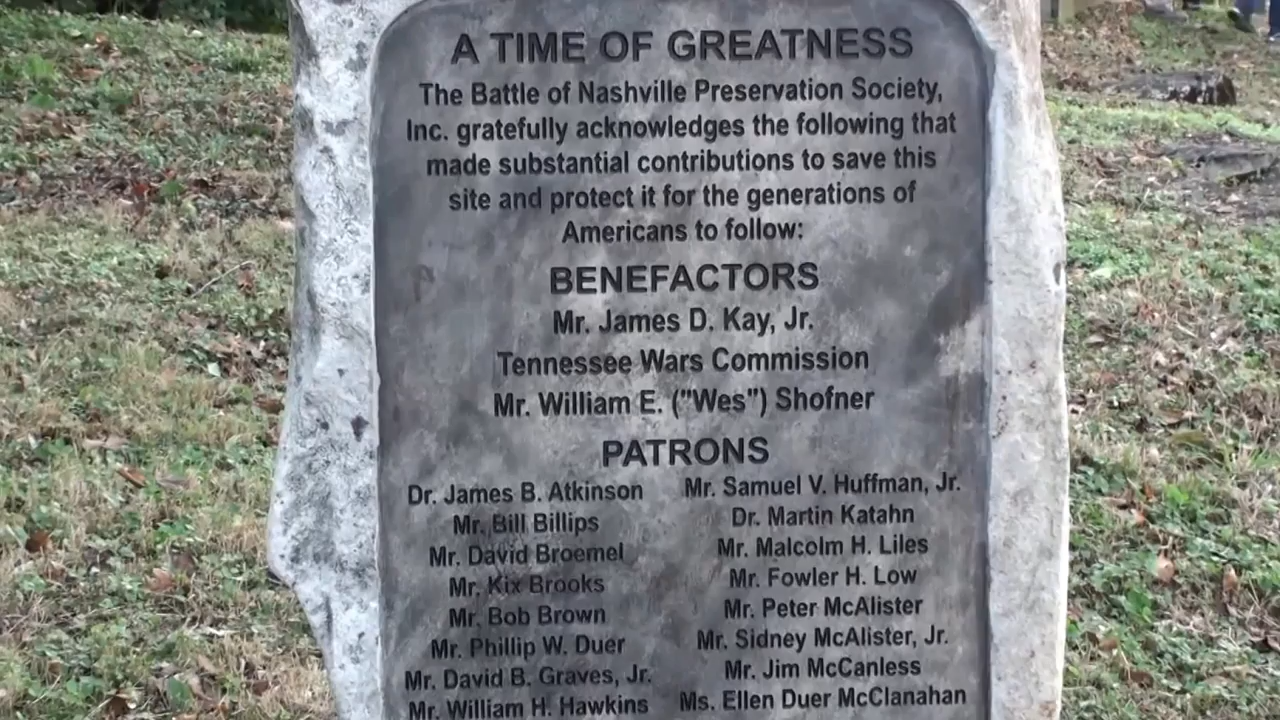 A TIME OF GREATNESS
The Battle of Nashville Preservation Society,
Inc. gratefully acknowledges the following that
made substantial contributions to save this
site and protect it for the generations of
Americans to follow:
BENEFACTORS
Mr. James D. Kay, Jr.
Tennessee Wars Commission
Mr. William E. ("Wes") Shofner
PATRONS
Dr. James B. Atkinson
Mr. Bill Billips
Mr. David Broemel
Mr. Kix Brooks
Mr. Bob Brown
Mr. Phillip W. Duer
Mr. David B. Graves, Jr.
Mr. William H. Hawkins
Mr. Samuel V. Huffman, Jr.
Dr. Martin Katahn
Mr. Malcolm H. Liles
Mr. Fowler H. Low
Mr. Peter McAlister
Mr. Sidney McAlister, Jr.
Mr. Jim McCanless
Ms. Ellen Duer McClanahan